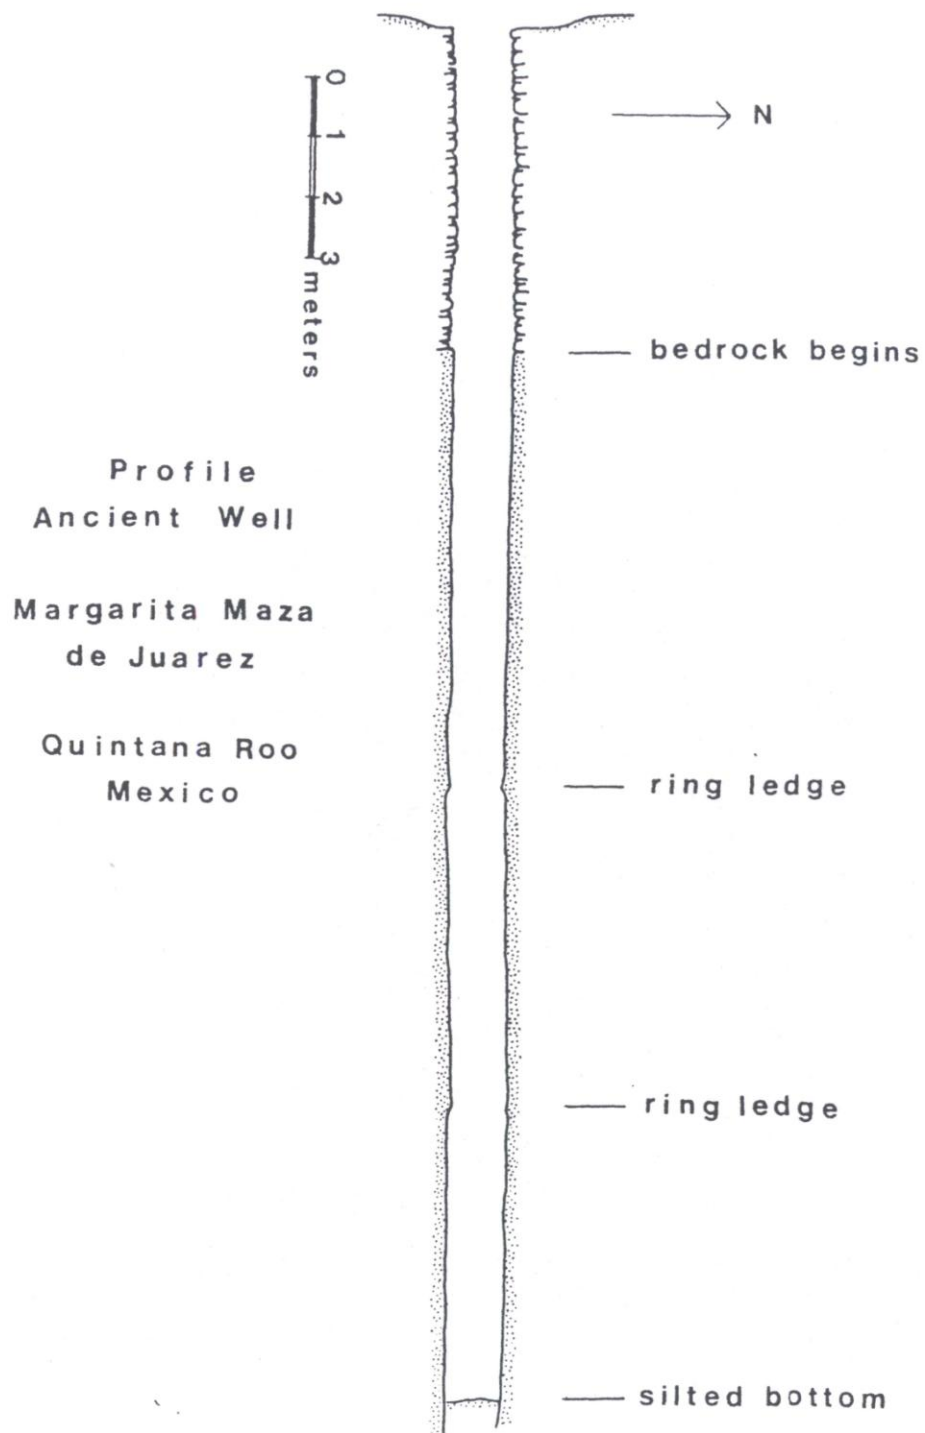 0
1
2
3 meters
N
bedrock begins
Profile
Ancient Well
Margarita Maza
de Juarez
Quintana Roo
Mexico
ring ledge
ring ledge
silted bottom